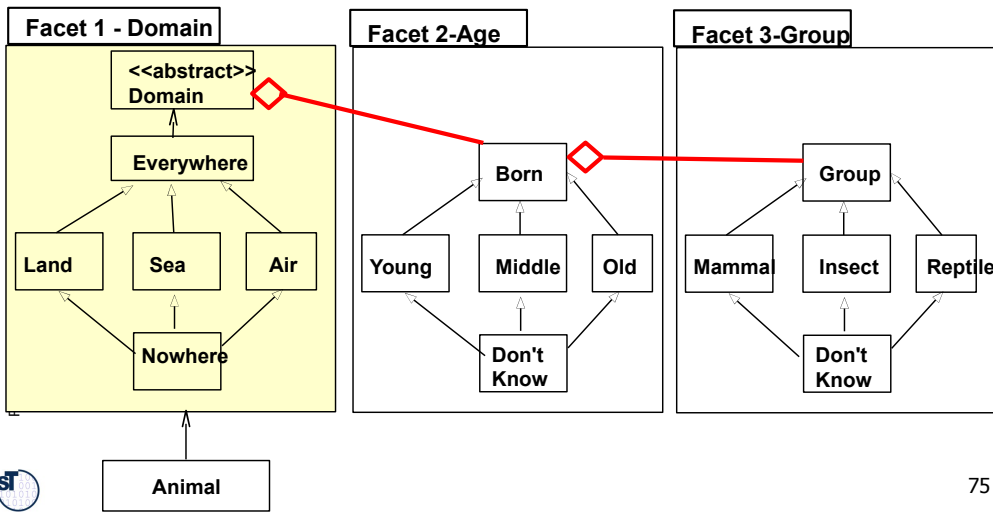 Facet 1 - Domain
Facet 2-Age
Facet 3-Group
<<abstract>>
Domain
Everywhere
Born
Group
Land
Sea
Air
Young
Middle
Old
Mammal
Insect
Reptile
Nowhere
Don't
Know
Don't
Know
Animal
ST
75